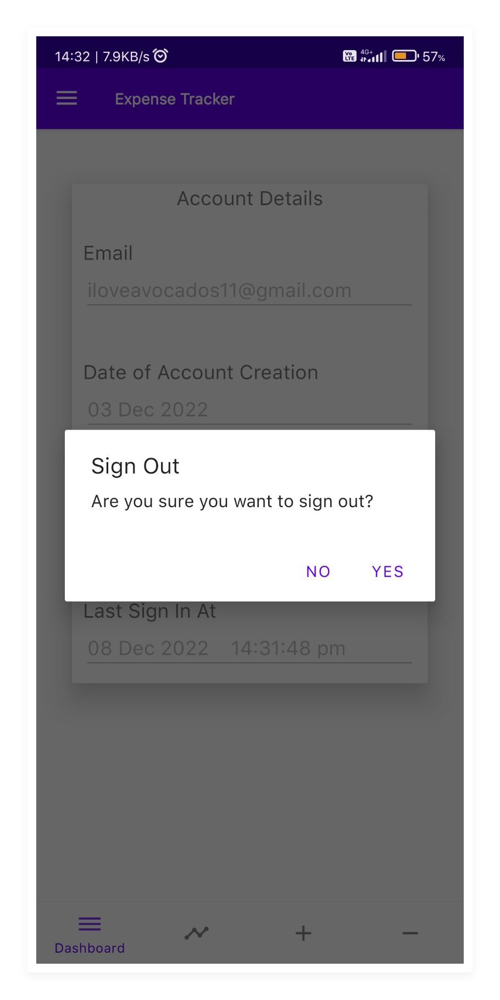 14:32 | 7.9KB/s Vo LTE 4G+ 57%
Expense Tracker
Account Details
Email
iloveavocados11@gmail.com
Date of Account Creation
03 Dec 2022
Sign Out
Are you sure you want to sign out?
NO YES
Last Sign In At
08 Dec 2022 14:31:48 pm
Dashboard